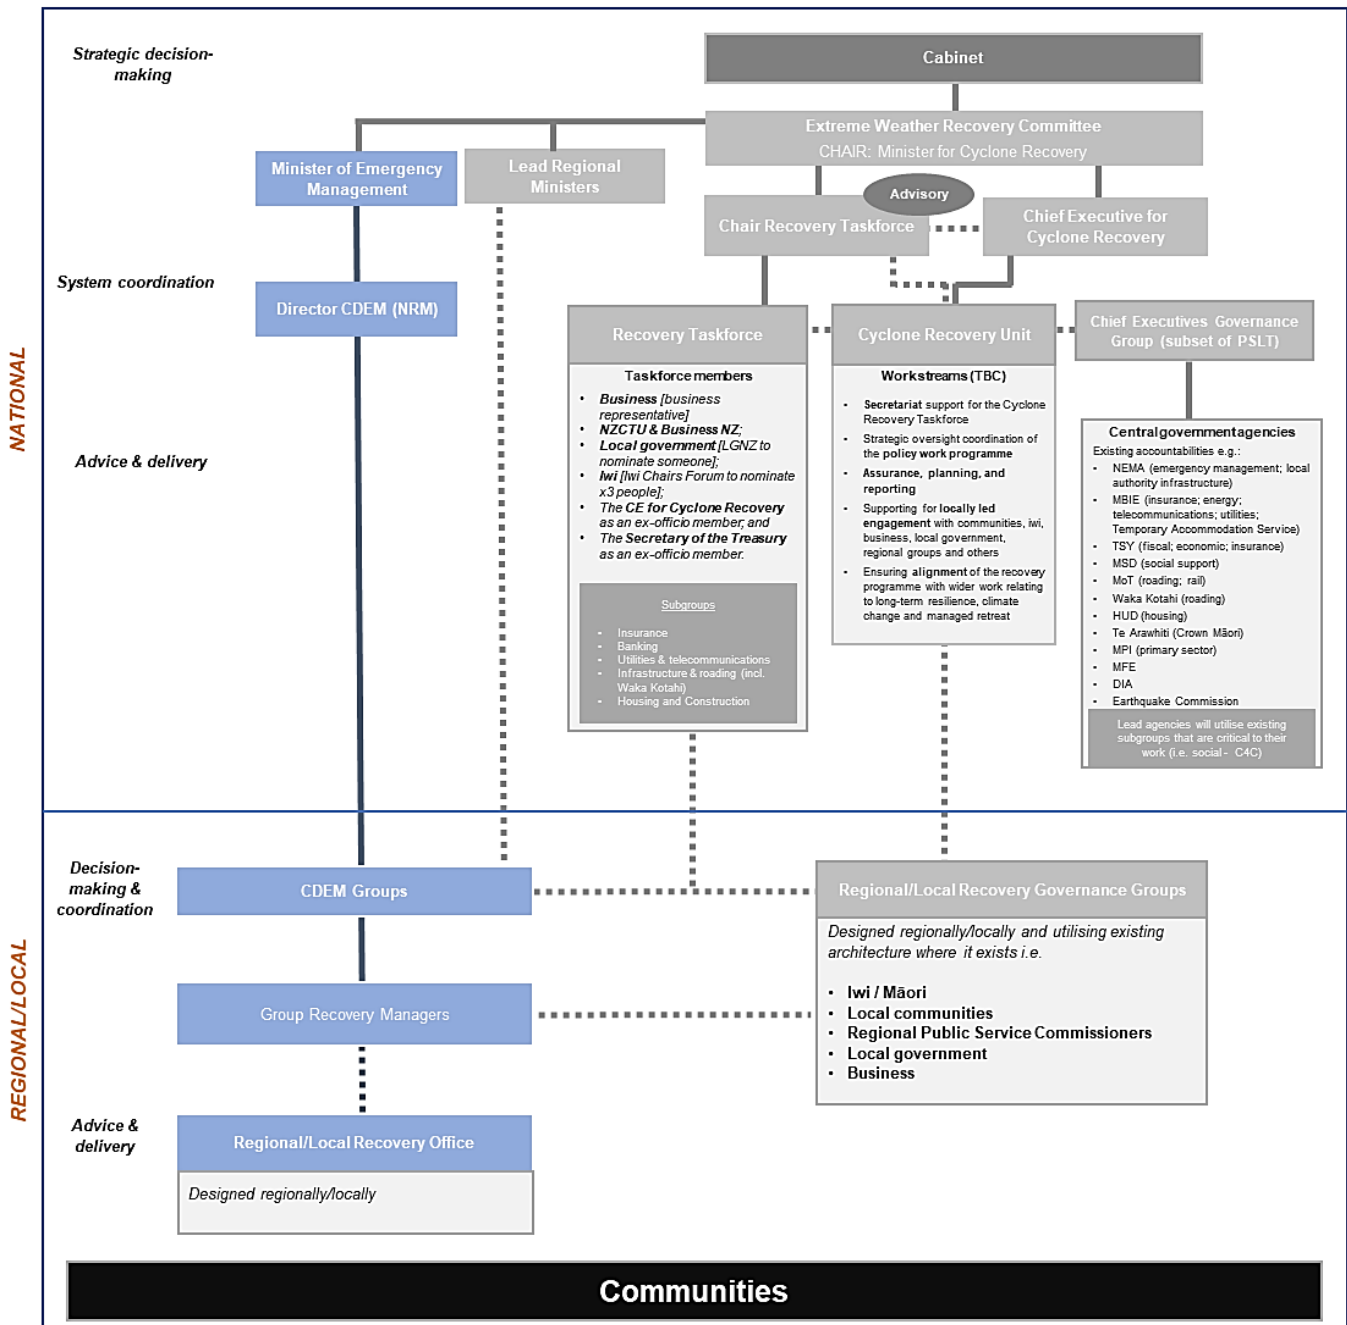 Strategic decision-
making
Cabinet
Extreme Weather Recovery Committee
CHAIR: Minister for Cyclone Recovery
Minister of Emergency
Management
Lead Regional
Ministers
Advisory
Chair Recovery Taskforce
Chief Executive for
Cyclone Recovery
NATIONAL
System coordination
Director CDEM (NRM)
Recovery Taskforce
Taskforce members
• Business [business
representative]
• NZCTU & Business NZ;
• Local government [LGNZ to
nominate someone];
• Iwi [Iwi Chairs Forum to nominate
x3 people];
• The CE for Cyclone Recovery
as an ex-officio member; and
• The Secretary of the Treasury
as an ex-officio member.
Subgroups
- Insurance
- Banking
- Utilities & telecommunications
- Infrastructure & roading (incl.
Waka Kotahi)
- Housing and Construction
Cyclone Recovery Unit
Workstreams (TBC)
- Secretariat support for the Cyclone
Recovery Taskforce
- Strategic oversight coordination of
the policy work programme
- Assurance, planning, and
reporting
- Supporting for locally led
engagement with communities, iwi,
business, local government,
regional groups and others
- Ensuring alignment of the recovery
programme with wider work relating
to long-term resilience, climate
change and managed retreat
Chief Executives Governance
Group (subset of PSLT)
Central government agencies
Existing accountabilities e.g.:
- NEMA (emergency management; local
authority infrastructure)
- MBIE (insurance; energy;
telecommunications; utilities;
Temporary Accommodation Service)
- TSY (fiscal; economic; insurance)
- MSD (social support)
- MoT (roading; rail)
- Waka Kotahi (roading)
- HUD (housing)
- Te Arawhiti (Crown Māori)
- MPI (primary sector)
- MFE
- DIA
- Earthquake Commission
Lead agencies will utilise existing
subgroups that are critical to their
work (i.e. social - C4C)
Advice & delivery
REGIONAL/LOCAL
Decision-
making &
coordination
CDEM Groups
Regional/Local Recovery Governance Groups
Designed regionally/locally and utilising existing
architecture where it exists i.e.
• Iwi / Māori
• Local communities
• Regional Public Service Commissioners
• Local government
• Business
Group Recovery Managers
Advice &
delivery
Regional/Local Recovery Office
Designed regionally/locally
Communities